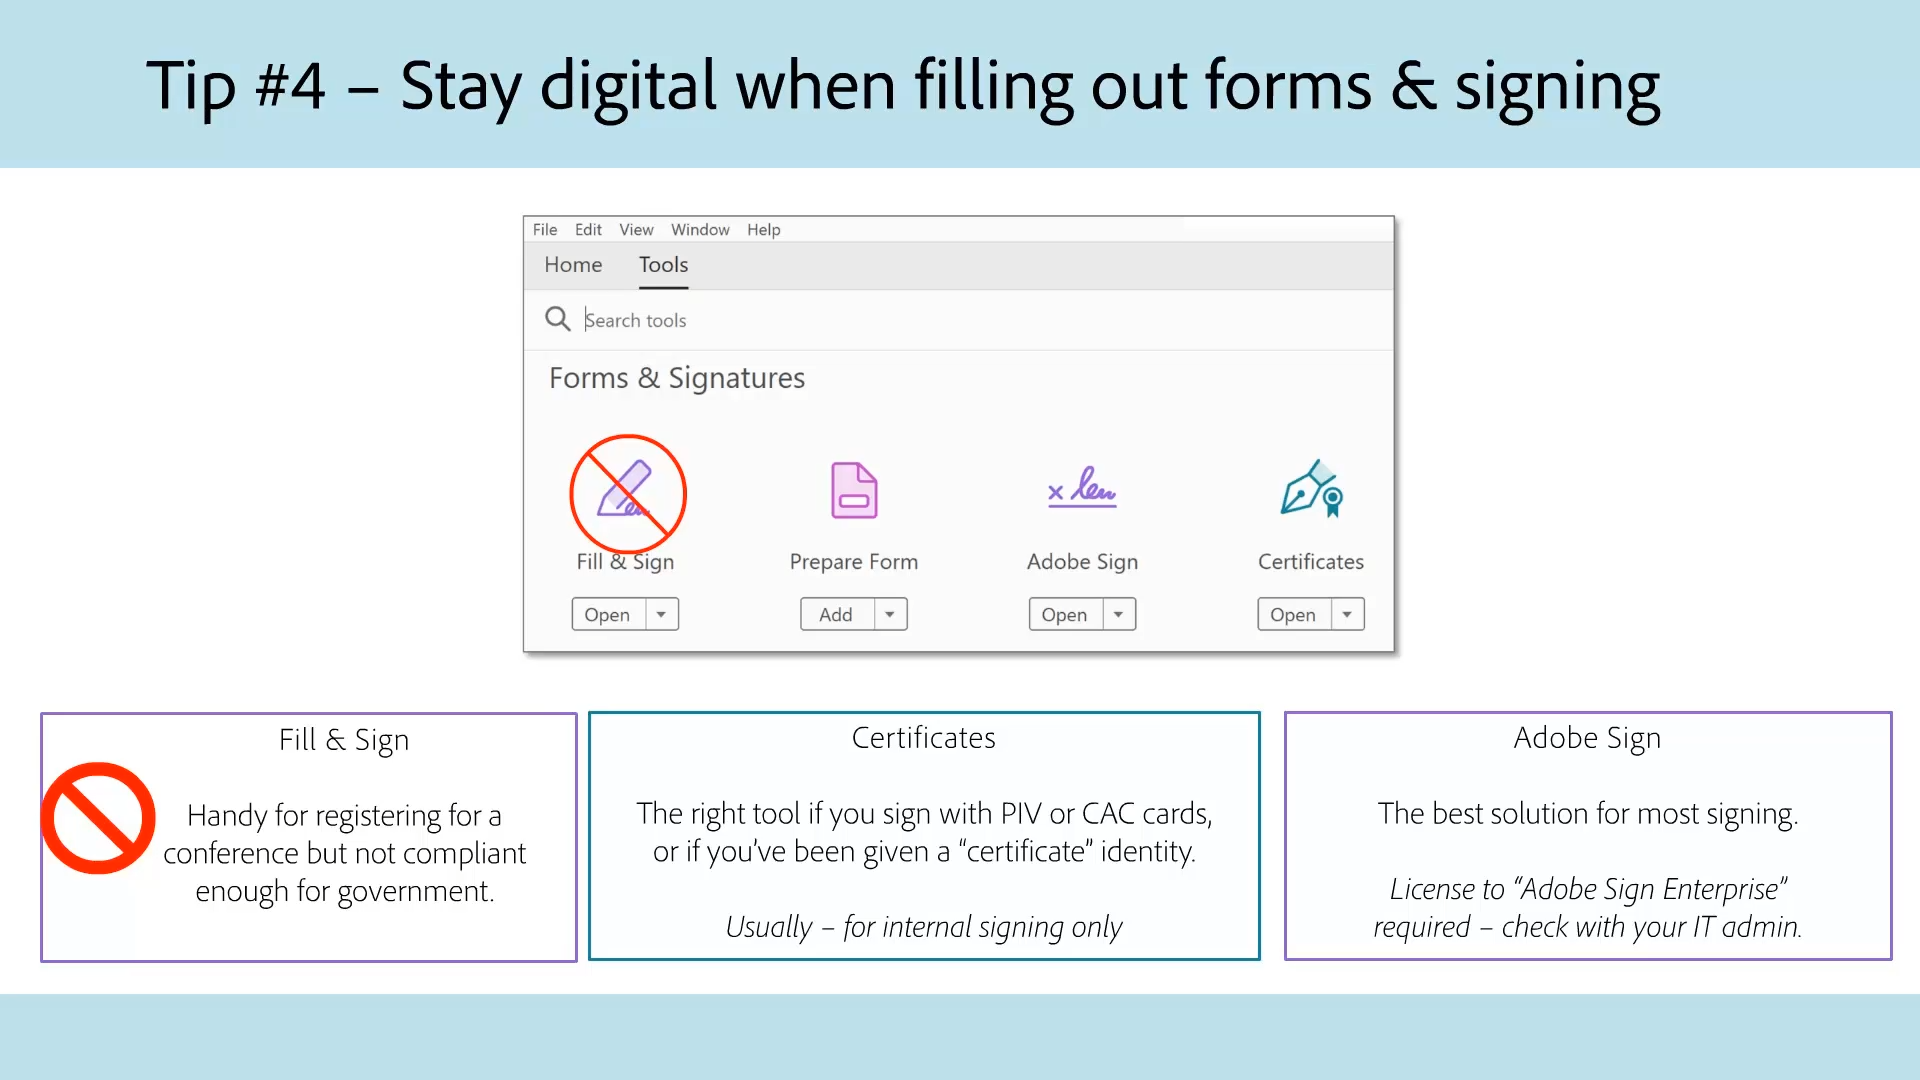 Tip #4 – Stay digital when filling out forms & signing
File Edit View Window Help
Home Tools
Search tools
Forms & Signatures
Fill & Sign Prepare Form Adobe Sign Certificates
Open Add Open Open
Fill & Sign
Handy for registering for a
conference but not compliant
enough for government.
Certificates
The right tool if you sign with PIV or CAC cards,
or if you’ve been given a “certificate” identity.
Usually – for internal signing only
Adobe Sign
The best solution for most signing.
License to “Adobe Sign Enterprise”
required – check with your IT admin.